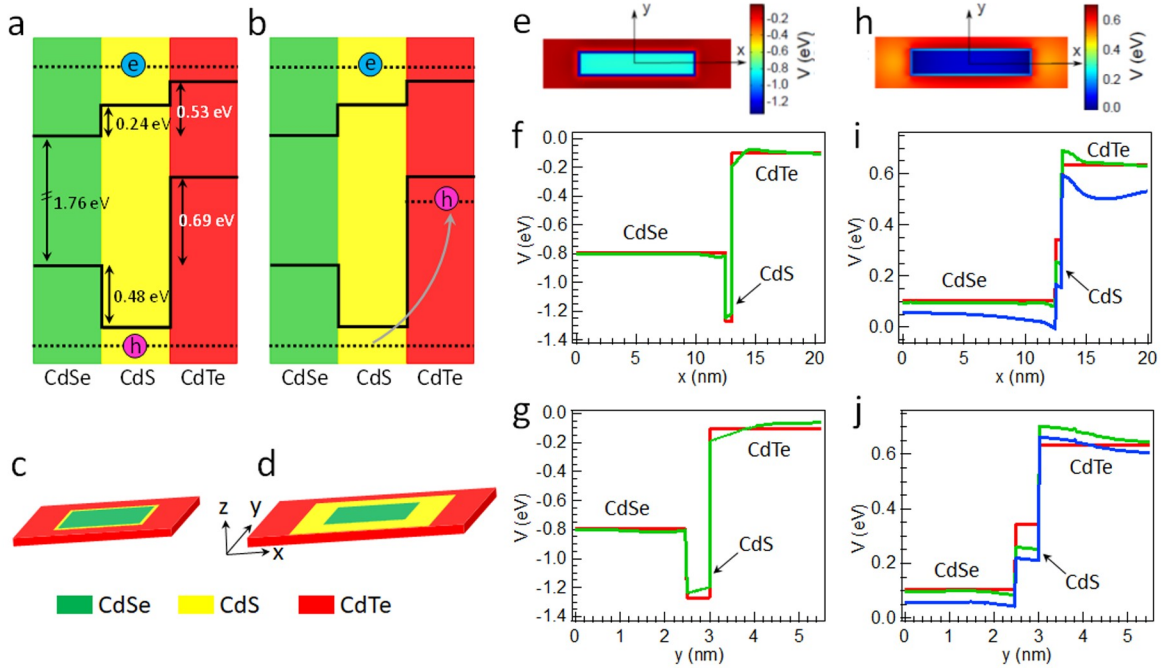 a
e
0.24 eV
0.53 eV
1.76 eV
0.69 eV
0.48 eV
h
CdSe
CdS
CdTe
b
e
h
CdSe
CdS
CdTe
c
d
z
y
x
CdSe
CdS
CdTe
e
y
x
-0.2
-0.4
-0.6
-0.8
-1.0
-1.2
V (eV)
f
0.0
-0.2
-0.4
-0.6
-0.8
-1.0
-1.2
-1.4
V (eV)
CdTe
CdSe
CdS
0
5
10
15
20
x (nm)
g
0.0
-0.2
-0.4
-0.6
-0.8
-1.0
-1.2
-1.4
V (eV)
CdTe
CdSe
CdS
0
1
2
3
4
5
y (nm)
h
y
x
0.6
0.4
0.2
0.0
V (eV)
i
0.6
0.4
0.2
0.0
V (eV)
CdTe
CdSe
CdS
0
5
10
15
20
x (nm)
j
0.6
0.4
0.2
0.0
V (eV)
CdTe
CdSe
CdS
0
1
2
3
4
5
y (nm)